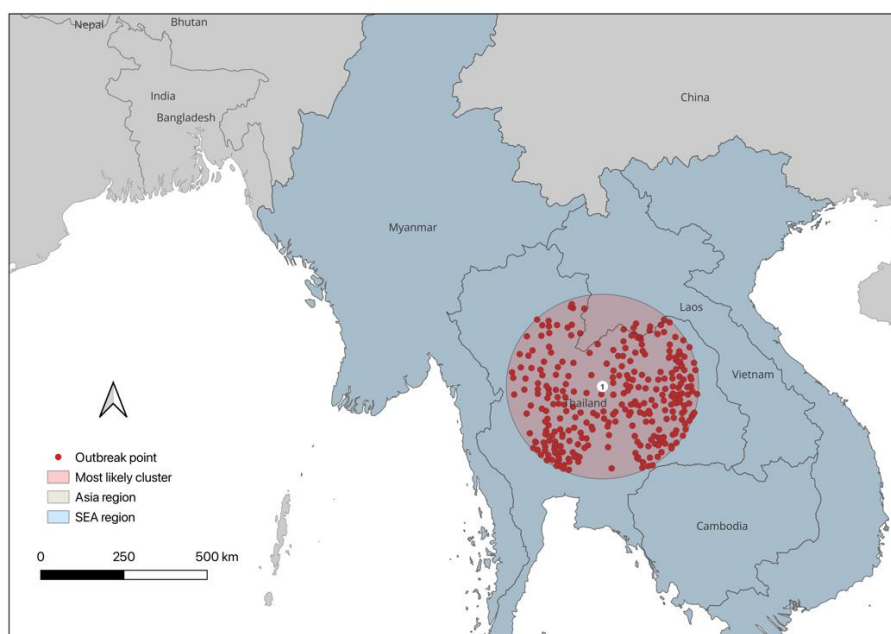 Nepal
Bhutan
India
Bangladesh
China
Myanmar
Laos
Vietnam
1
Thailand
Cambodia
Outbreak point
Most likely cluster
Asia region
SEA region
0 250 500 km